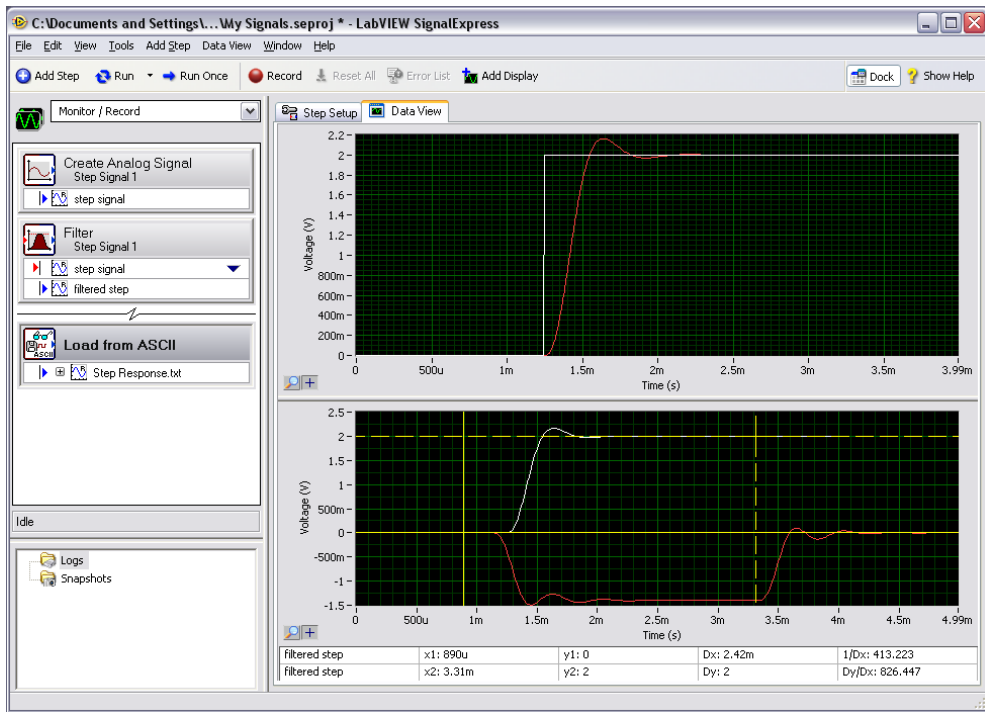 C:\Documents and Settings\...\My Signals.seproj * - LabVIEW SignalExpress
File Edit View Tools Add Step Data View Window Help
Add Step Run Run Once Record Reset All Error List Add Display Dock Show Help
Monitor / Record
Create Analog Signal
Step Signal 1
step signal
Filter
Step Signal 1
step signal
filtered step
ASCII
Load from ASCII
Step Response.txt
Idle
Logs
Snapshots
Step Setup Data View
Voltage (V)
2.2
2
1.8
1.6
1.4
1.2
1
800m
600m
400m
200m
0
0 500u 1m 1.5m 2m 2.5m 3m 3.5m 3.99m
Time (s)
Voltage (V)
2.5
2
1.5
1
500m
0
-500m
-1
-1.5
0 500u 1m 1.5m 2m 2.5m 3m 3.5m 4m 4.5m 4.99m
Time (s)
filtered step x1: 890u y1: 0 Dx: 2.42m 1/Dx: 413.223
filtered step x2: 3.31m y2: 2 Dy: 2 Dy/Dx: 826.447